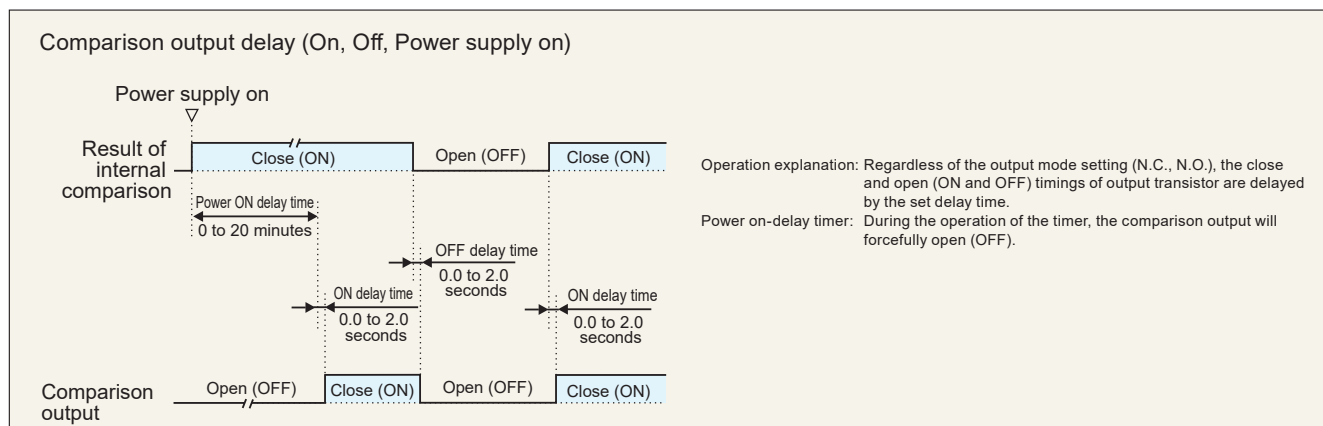 Comparison output delay (On, Off, Power supply on)
Power supply on
Result of
internal
comparison
Close (ON)
Open (OFF)
Close (ON)
Power ON delay time
0 to 20 minutes
OFF delay time
0.0 to 2.0
seconds
ON delay time
0.0 to 2.0
seconds
ON delay time
0.0 to 2.0
seconds
Comparison
output
Open (OFF)
Close (ON)
Open (OFF)
Close (ON)
Operation explanation: Regardless of the output mode setting (N.C., N.O.), the close
and open (ON and OFF) timings of output transistor are delayed
by the set delay time.
Power on-delay timer: During the operation of the timer, the comparison output will
forcefully open (OFF).